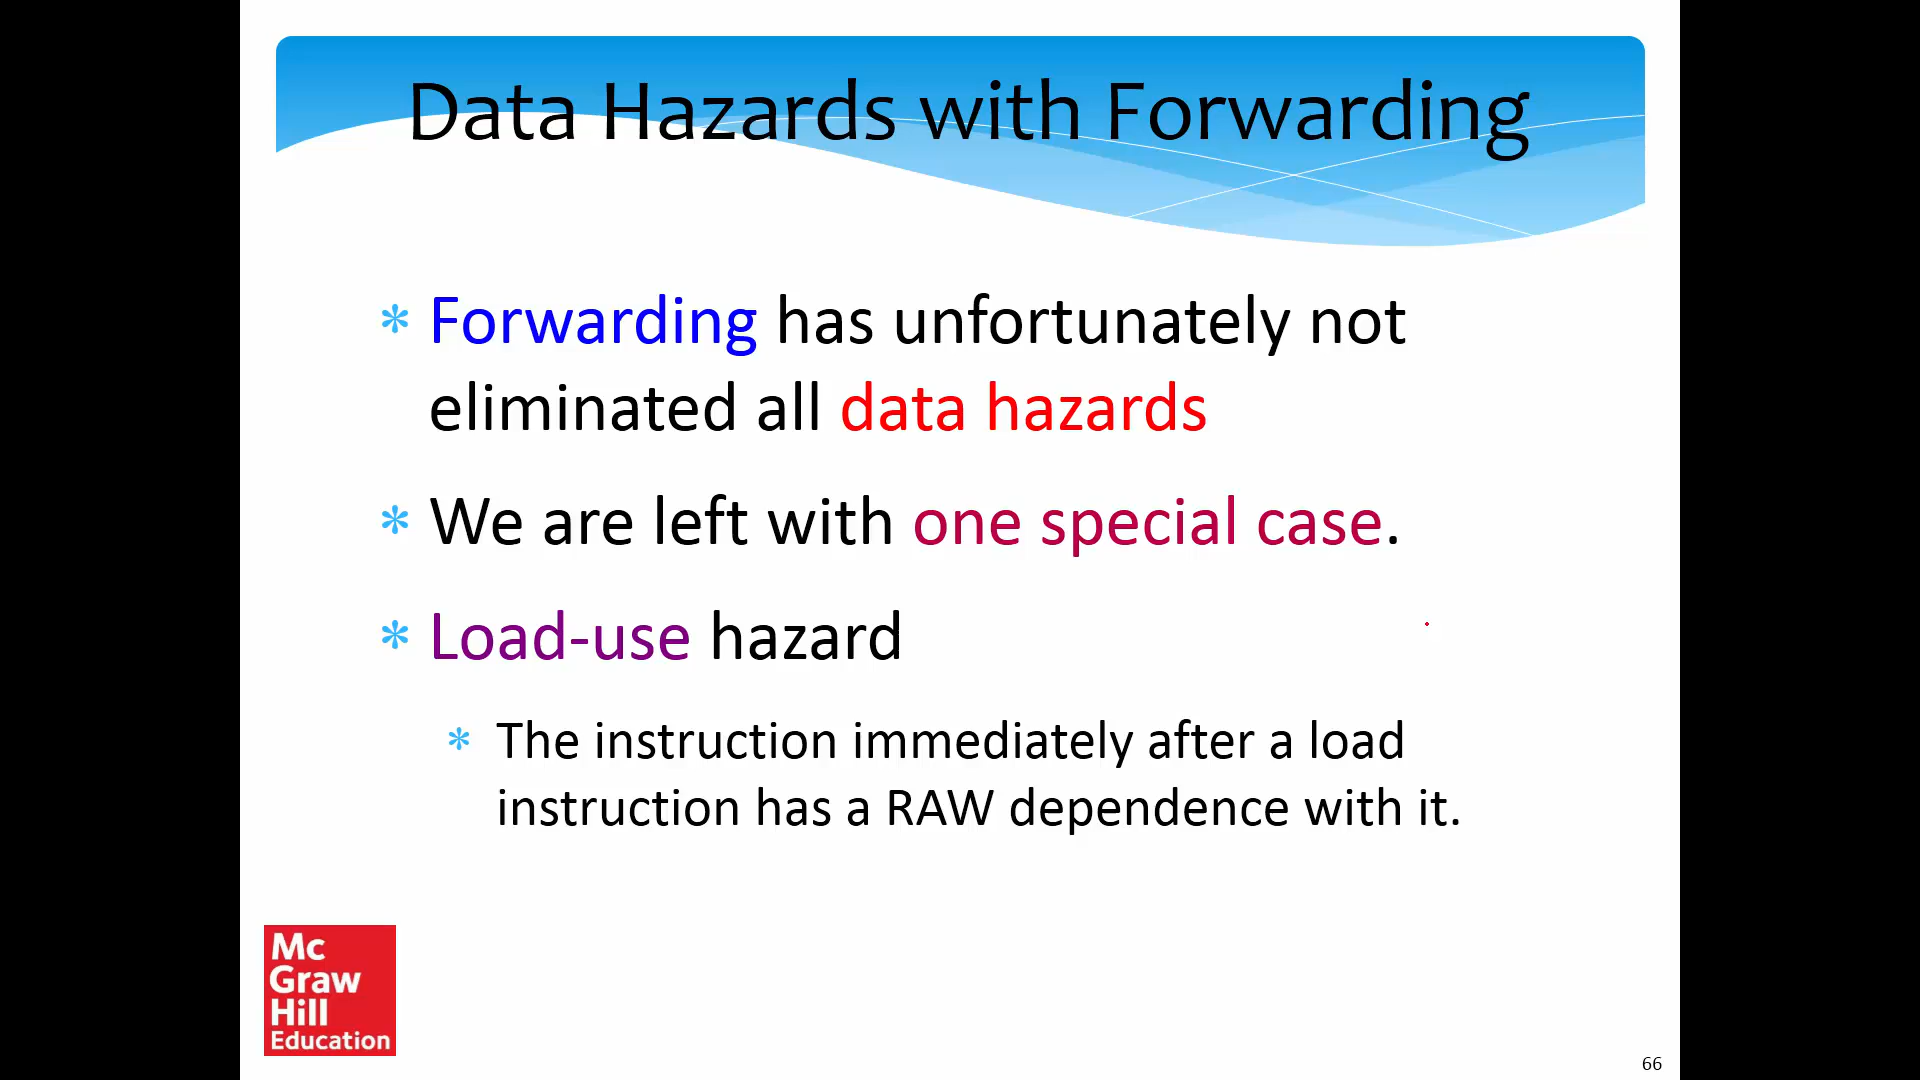 Data Hazards with Forwarding
* Forwarding has unfortunately not
eliminated all data hazards
* We are left with one special case.
* Load-use hazard
* The instruction immediately after a load
instruction has a RAW dependence with it.
Mc
Graw
Hill
Education
66